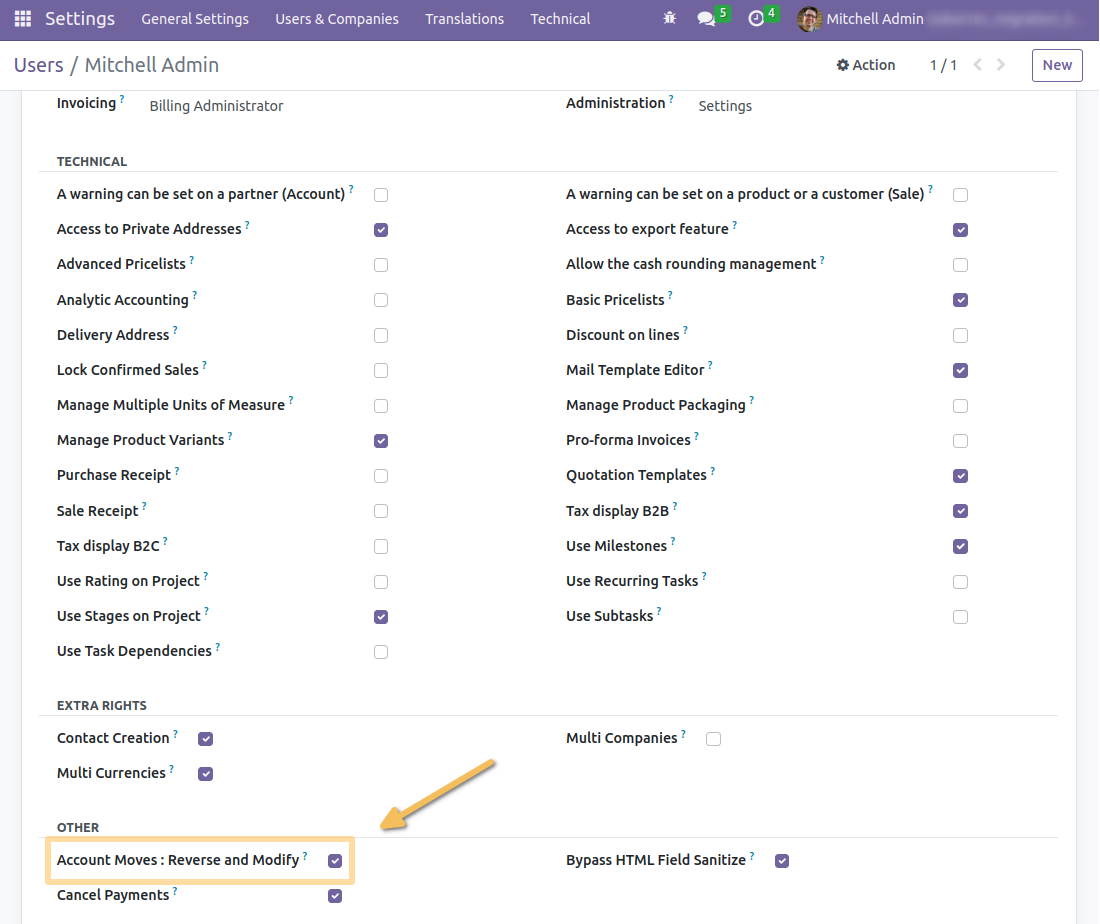 Settings General Settings Users & Companies Translations Technical 5 4 Mitchell Admin
Users / Mitchell Admin Action 1 / 1 New
Invoicing ? Billing Administrator Administration ? Settings
TECHNICAL
A warning can be set on a partner (Account) ? A warning can be set on a product or a customer (Sale) ?
Access to Private Addresses ? Access to export feature ?
Advanced Pricelists ? Allow the cash rounding management ?
Analytic Accounting ? Basic Pricelists ?
Delivery Address ? Discount on lines ?
Lock Confirmed Sales ? Mail Template Editor ?
Manage Multiple Units of Measure ? Manage Product Packaging ?
Manage Product Variants ? Pro-forma Invoices ?
Purchase Receipt ? Quotation Templates ?
Sale Receipt ? Tax display B2B ?
Tax display B2C ? Use Milestones ?
Use Rating on Project ? Use Recurring Tasks ?
Use Stages on Project ? Use Subtasks ?
Use Task Dependencies ?
EXTRA RIGHTS
Contact Creation ? Multi Companies ?
Multi Currencies ?
OTHER
Account Moves : Reverse and Modify ? Bypass HTML Field Sanitize ?
Cancel Payments ?